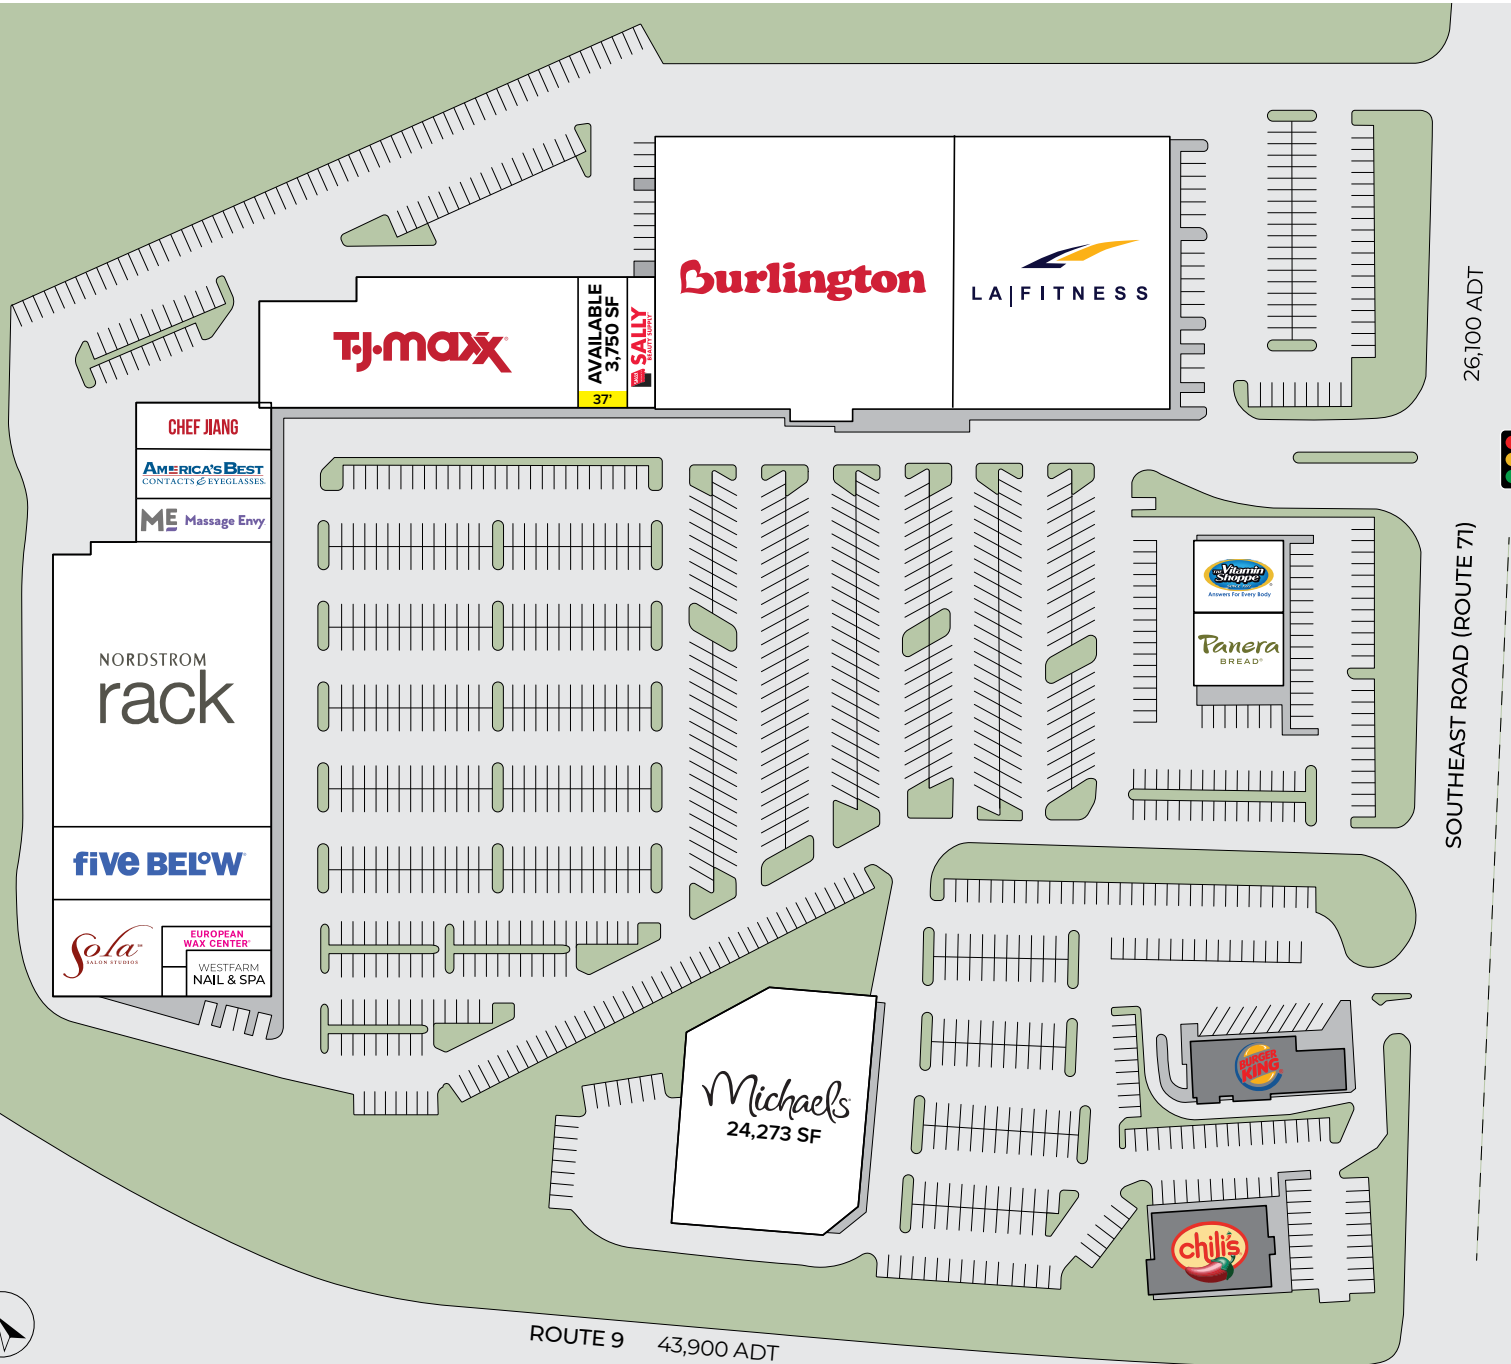 Burlington
LA|FITNESS
T·J·maxx
AVAILABLE
3,750 SF
37'
SALLY
BEAUTY SUPPLY
26,100 ADT
CHEF JIANG
AMERICA'S BEST
CONTACTS & EYEGLASSES.
ME Massage Envy
NORDSTROM
rack
five BELOW
Sola
SALON STUDIOS
EUROPEAN
WAX CENTER
WESTFARM
NAIL & SPA
THE
Vitamin
Shoppe
Answers For Every Body
Panera
BREAD®
SOUTHEAST ROAD (ROUTE 71)
Michaels
24,273 SF
BURGER
KING
chili's
ROUTE 9 43,900 ADT